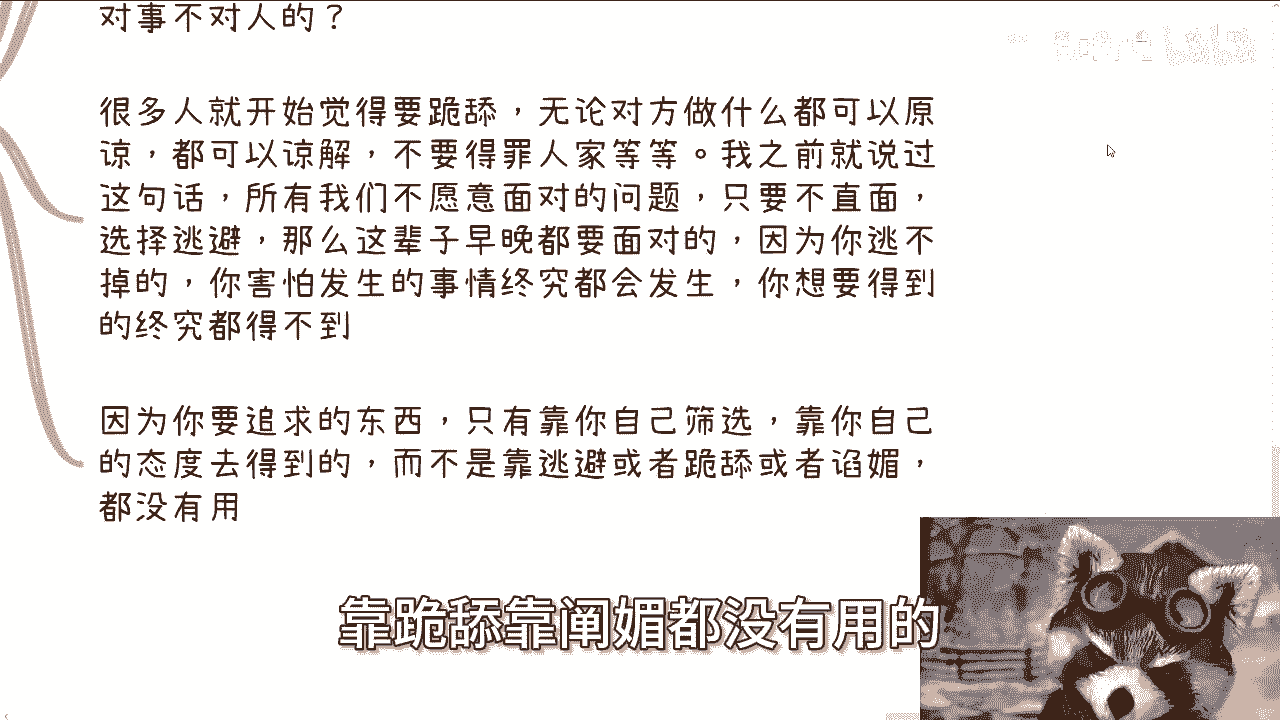 对事不对人的？
很多人就开始觉得要跪舔，无论对方做什么都可以原
谅，都可以谅解，不要得罪人家等等。我之前就说过
这句话，所有我们不愿意面对的问题，只要不直面，
选择逃避，那么这辈子早晚都要面对的，因为你逃不
掉的，你害怕发生的事情终究都会发生，你想要得到
的终究都得不到
因为你要追求的东西，只有靠你自己筛选，靠你自己
的态度去得到的，而不是靠逃避或者跪舔或者谄媚，
都没有用
靠跪舔靠阐媚都没有用的